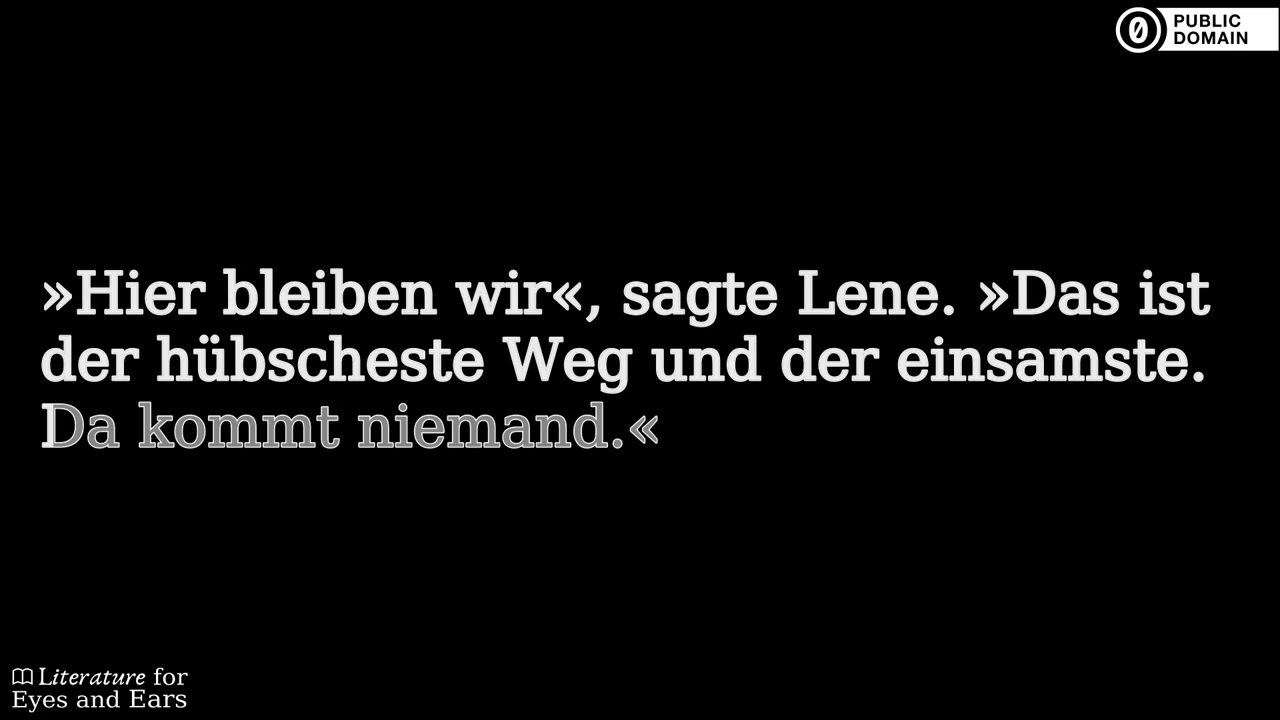 PUBLIC
DOMAIN
»Hier bleiben wir«, sagte Lene. »Das ist
der hübscheste Weg und der einsamste.
Da kommt niemand.«
Literature for
Eyes and Ears